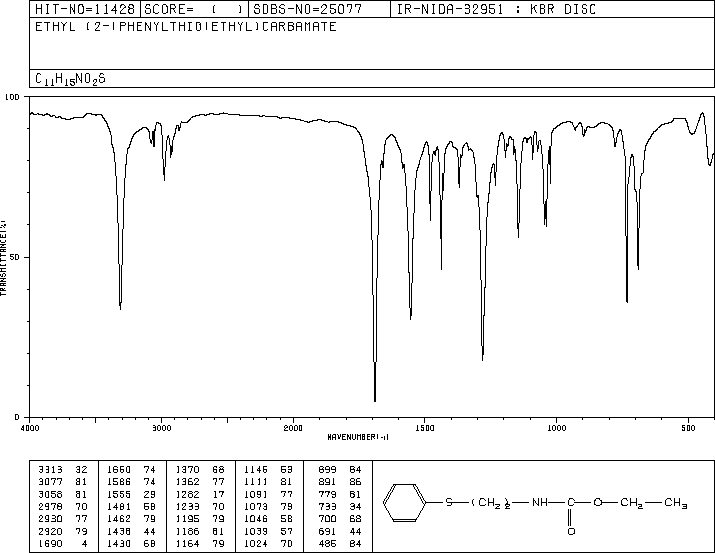 HIT-NO=11428 SCORE= ( ) SDBS-NO=25077 IR-NIDA-32951 : KBR DISC
ETHYL (2-(PHENYLTHIO)ETHYL)CARBAMATE
C11H15NO2S
100
50
0
TRANSMITTANCE(%)
4000 3000 2000 1500 1000 500
WAVENUMBER(-1)
3313 32 1660 74 1370 68 1146 53 899 84
3077 81 1586 74 1362 77 1111 81 891 86
3058 81 1555 29 1282 17 1091 77 779 81
2978 70 1481 58 1233 70 1073 79 733 34
2930 77 1462 79 1195 79 1046 58 700 68
2920 79 1438 44 1186 81 1039 57 691 44
1690 4 1430 68 1164 79 1024 70 486 84
S (CH2)2 NH C O CH2 CH3
O